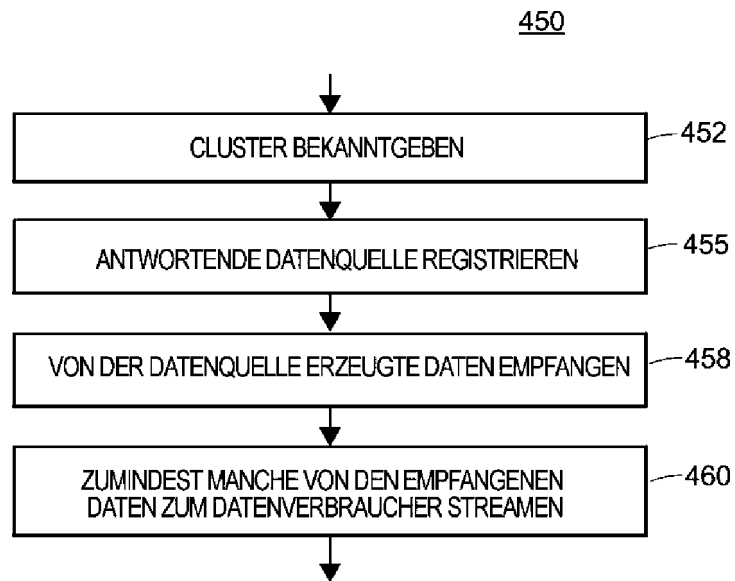 450
CLUSTER BEKANNTGEBEN
452
ANTWORTENDE DATENQUELLE REGISTRIEREN
455
VON DER DATENQUELLE ERZEUGTE DATEN EMPFANGEN
458
ZUMINDEST MANCHE VON DEN EMPFANGENEN
DATEN ZUM DATENVERBRAUCHER STREAMEN
460